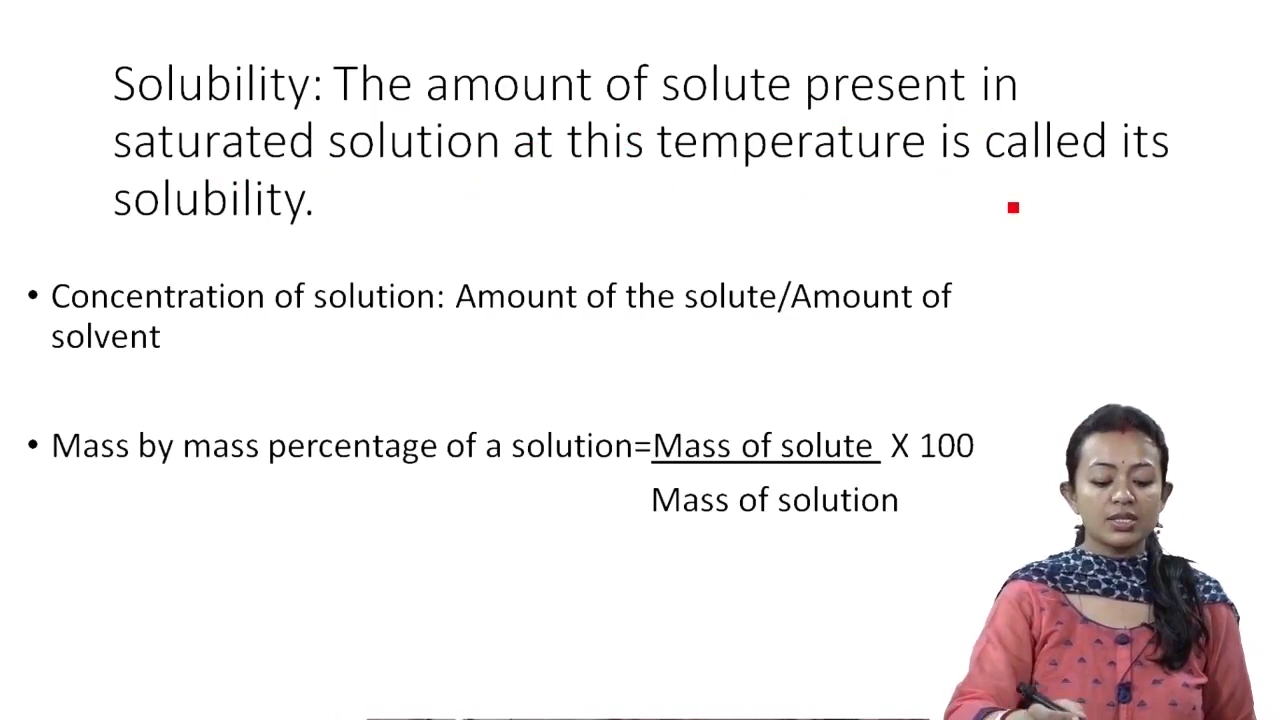 Solubility: The amount of solute present in
saturated solution at this temperature is called its
solubility.
• Concentration of solution: Amount of the solute/Amount of
solvent
• Mass by mass percentage of a solution=Mass of solute X 100
Mass of solution